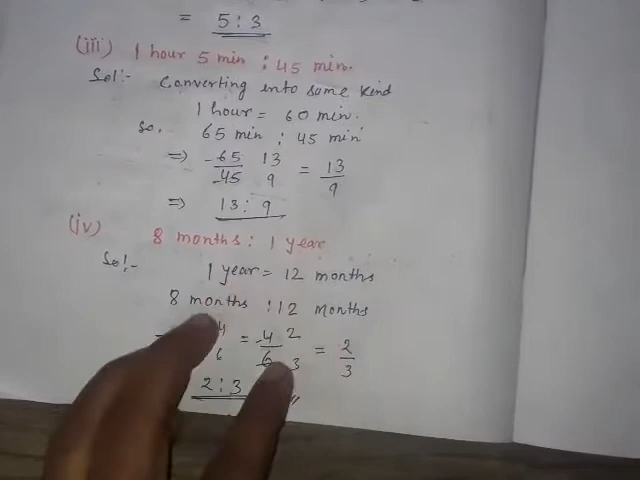 = 5 : 3
(iii) 1 hour 5 min : 45 min.
Sol:- Converting into same kind
1 hour = 60 min.
So. 65 min : 45 min
=> 65/45 13/9 = 13/9
=> 13 : 9
(iv) 8 months : 1 year
Sol:- 1 year = 12 months
8 months : 12 months
4/6 = 4/6 2/3 = 2/3
2 : 3